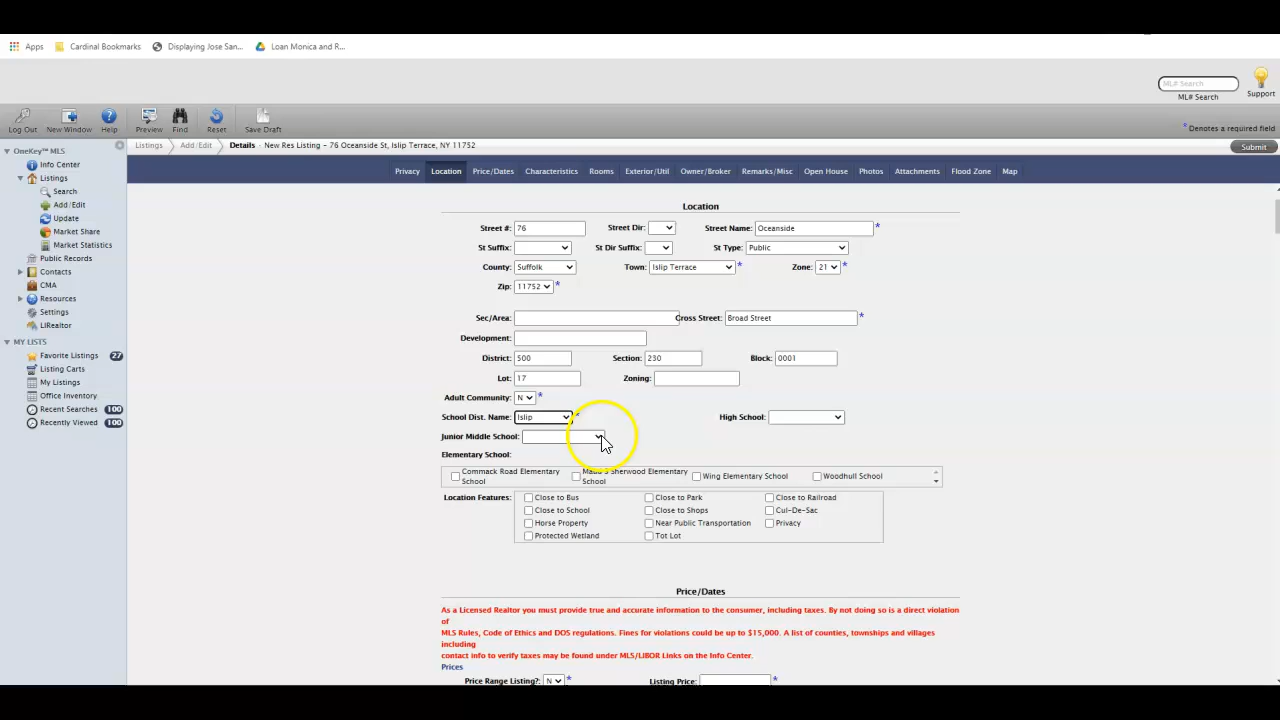 Apps Cardinal Bookmarks Displaying Jose San... Loan Monica and R...
ML# Search
ML# Search
Support
Log Out New Window Help Preview Find Reset Save Draft
* Denotes a required field
OneKey™ MLS
Info Center
Listings
Search
Add/Edit
Update
Market Share
Market Statistics
Public Records
Contacts
CMA
Resources
Settings
LIRealtor
MY LISTS
Favorite Listings 27
Listing Carts
My Listings
Office Inventory
Recent Searches 100
Recently Viewed 100
Listings Add/Edit Details - New Res Listing - 76 Oceanside St, Islip Terrace, NY 11752 Submit
Privacy Location Price/Dates Characteristics Rooms Exterior/Util Owner/Broker Remarks/Misc Open House Photos Attachments Flood Zone Map
Location
Street #: 76 Street Dir: Street Name: Oceanside *
St Suffix: St Dir Suffix: St Type: Public
County: Suffolk Town: Islip Terrace * Zone: 21 *
Zip: 11752 *
Sec/Area: Cross Street: Broad Street *
Development:
District: 500 Section: 230 Block: 0001
Lot: 17 Zoning:
Adult Community: N *
School Dist. Name: Islip * High School:
Junior Middle School:
Elementary School:
Commack Road Elementary School Maud S Sherwood Elementary School Wing Elementary School Woodhull School
Location Features: Close to Bus Close to Park Close to Railroad
Close to School Close to Shops Cul-De-Sac
Horse Property Near Public Transportation Privacy
Protected Wetland Tot Lot
Price/Dates
As a Licensed Realtor you must provide true and accurate information to the consumer, including taxes. By not doing so is a direct violation
of
MLS Rules, Code of Ethics and DOS regulations. Fines for violations could be up to $15,000. A list of counties, townships and villages
including
contact info to verify taxes may be found under MLS/LIBOR Links on the Info Center.
Prices
Price Range Listing?: N * Listing Price: *